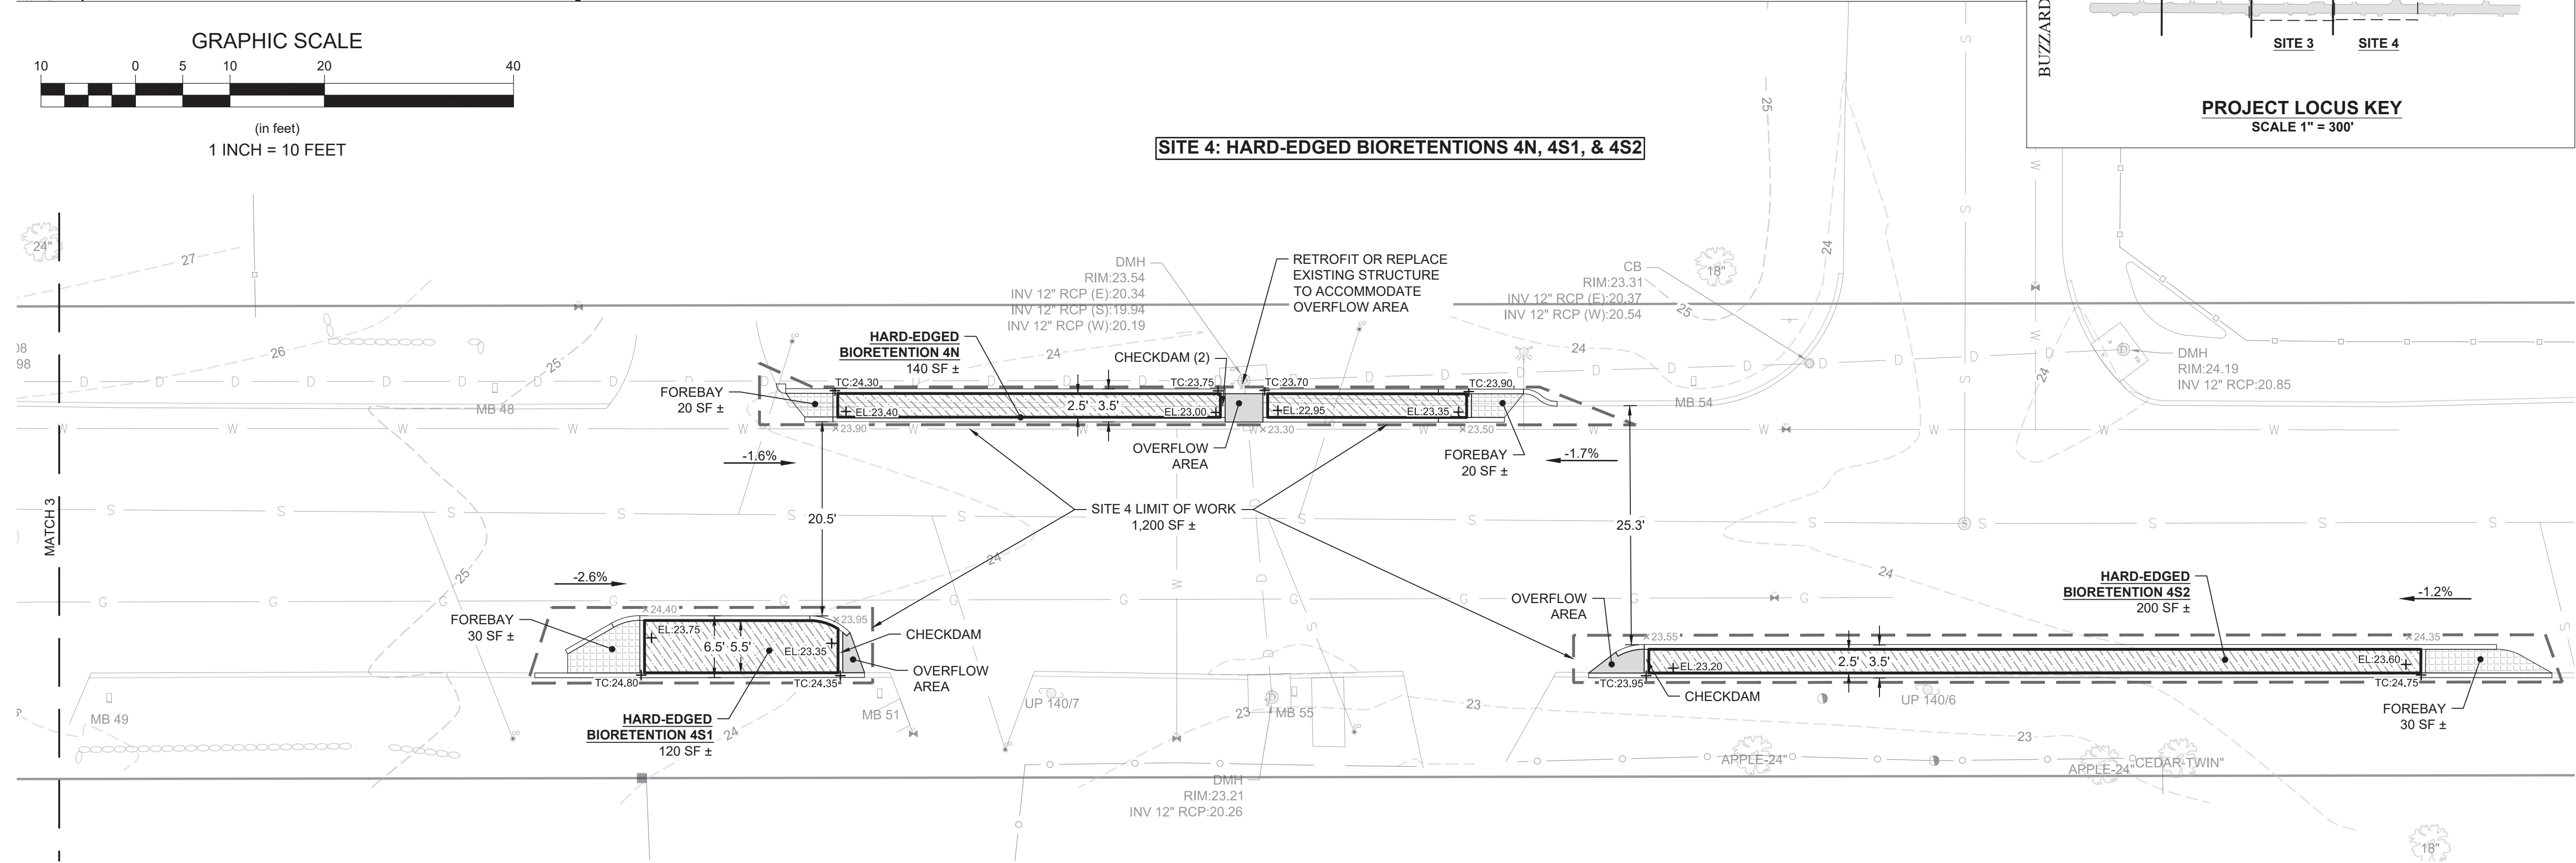 GRAPHIC SCALE
10 0 5 10 20 40
(in feet)
1 INCH = 10 FEET
BUZZARD
SITE 3 SITE 4
PROJECT LOCUS KEY
SCALE 1" = 300'
SITE 4: HARD-EDGED BIORETENTIONS 4N, 4S1, & 4S2
MATCH 3
24"
27
26
25
98
MB 48
HARD-EDGED
BIORETENTION 4N
140 SF ±
FOREBAY
20 SF ±
DMH
RIM:23.54
INV 12" RCP (E):20.34
INV 12" RCP (S):19.94
INV 12" RCP (W):20.19
24
CHECKDAM (2)
RETROFIT OR REPLACE
EXISTING STRUCTURE
TO ACCOMMODATE
OVERFLOW AREA
CB
RIM:23.31
INV 12" RCP (E):20.37
INV 12" RCP (W):20.54
25
25
24
24
18"
DMH
RIM:24.19
INV 12" RCP:20.85
24
TC:24.30
TC:23.75
TC:23.70
TC:23.90
EL:23.40
2.5' 3.5'
EL:23.00
EL:22.95
EL:23.35
23.90
23.30
23.50
MB 54
OVERFLOW
AREA
FOREBAY
20 SF ±
-1.6%
-1.7%
20.5'
25.3'
SITE 4 LIMIT OF WORK
1,200 SF ±
D D D D D D D D D D D D
W W W W W W W W W W W W
S S S S S S S S S S S S
G G G G G G G G
25
24
24
-2.6%
-1.2%
FOREBAY
30 SF ±
24.40
23.95
EL:23.75
6.5' 5.5'
EL:23.35
TC:24.80
TC:24.35
CHECKDAM
OVERFLOW
AREA
HARD-EDGED
BIORETENTION 4S1
120 SF ±
24
MB 49
MB 51
UP 140/7
23
MB 55
DMH
RIM:23.21
INV 12" RCP:20.26
23
OVERFLOW
AREA
23.55
24.35
EL:23.20
2.5' 3.5'
EL:23.60
TC:23.95
TC:24.75
CHECKDAM
HARD-EDGED
BIORETENTION 4S2
200 SF ±
UP 140/6
FOREBAY
30 SF ±
23
APPLE-24"
APPLE-24"
CEDAR-TWIN"
18"